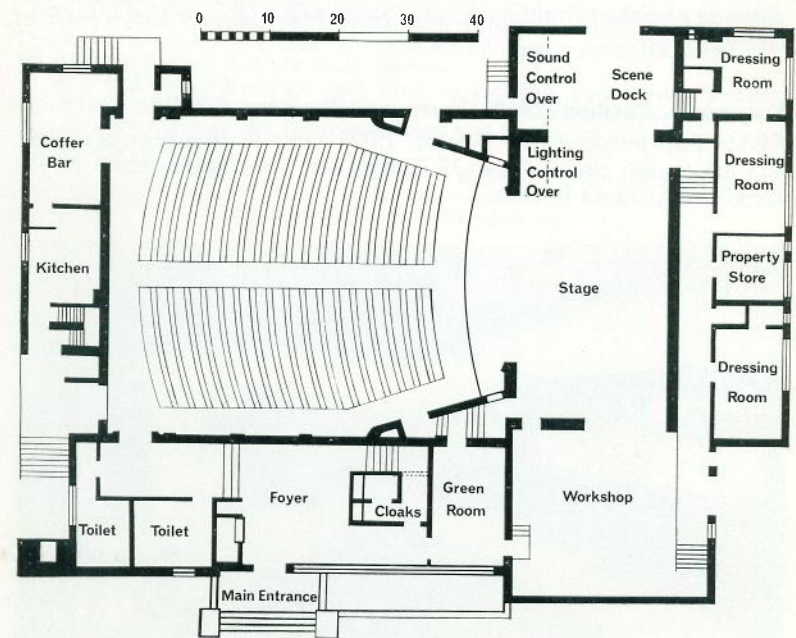 0 10 20 30 40
Sound
Control
Over
Scene
Dock
Dressing
Room
Coffer
Bar
Lighting
Control
Over
Dressing
Room
Kitchen
Property
Store
Stage
Dressing
Room
Foyer
Green
Room
Workshop
Cloaks
Toilet
Toilet
Main Entrance